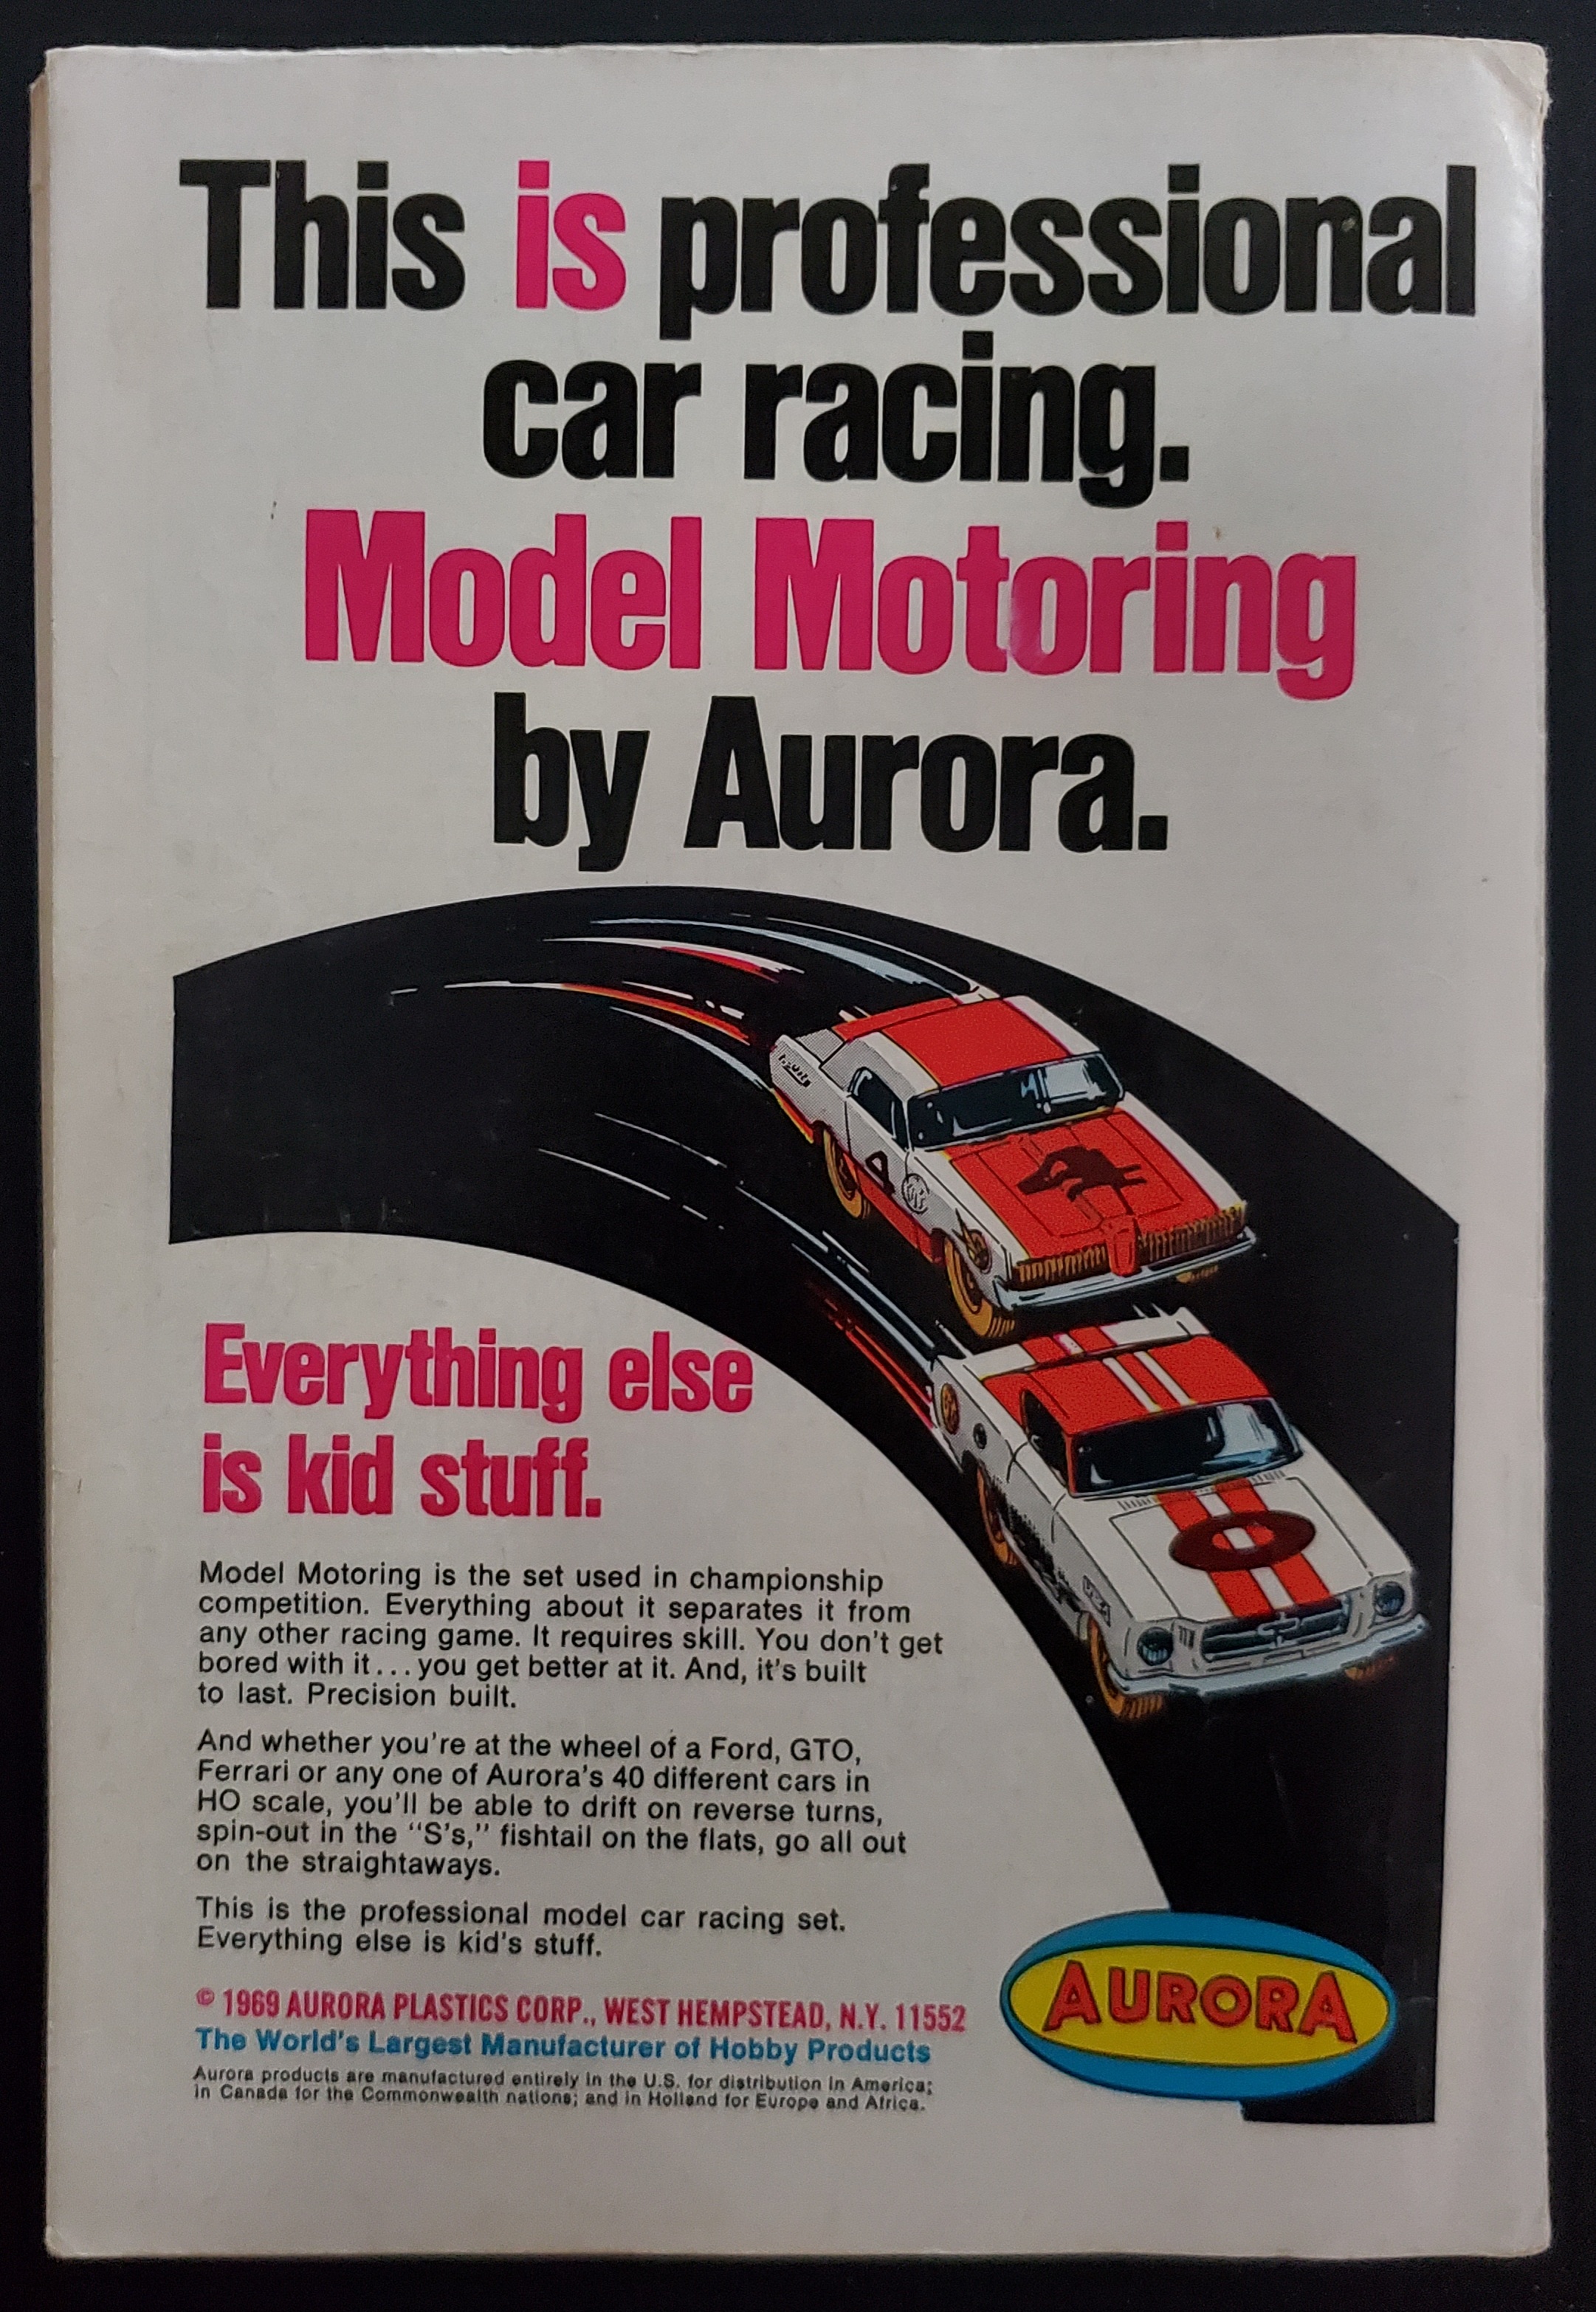 This is professional
car racing.
Model Motoring
by Aurora.
4
0
Everything else
is kid stuff.
Model Motoring is the set used in championship
competition. Everything about it separates it from
any other racing game. It requires skill. You don't get
bored with it...you get better at it. And, it's built
to last. Precision built.
And whether you're at the wheel of a Ford, GTO,
Ferrari or any one of Aurora's 40 different cars in
HO scale, you'll be able to drift on reverse turns,
spin-out in the "S's," fishtail on the flats, go all out
on the straightaways.
This is the professional model car racing set.
Everything else is kid's stuff.
© 1969 AURORA PLASTICS CORP., WEST HEMPSTEAD, N.Y. 11552
The World's Largest Manufacturer of Hobby Products
Aurora products are manufactured entirely in the U.S. for distribution in America;
in Canada for the Commonwealth nations; and in Holland for Europe and Africa.
AURORA